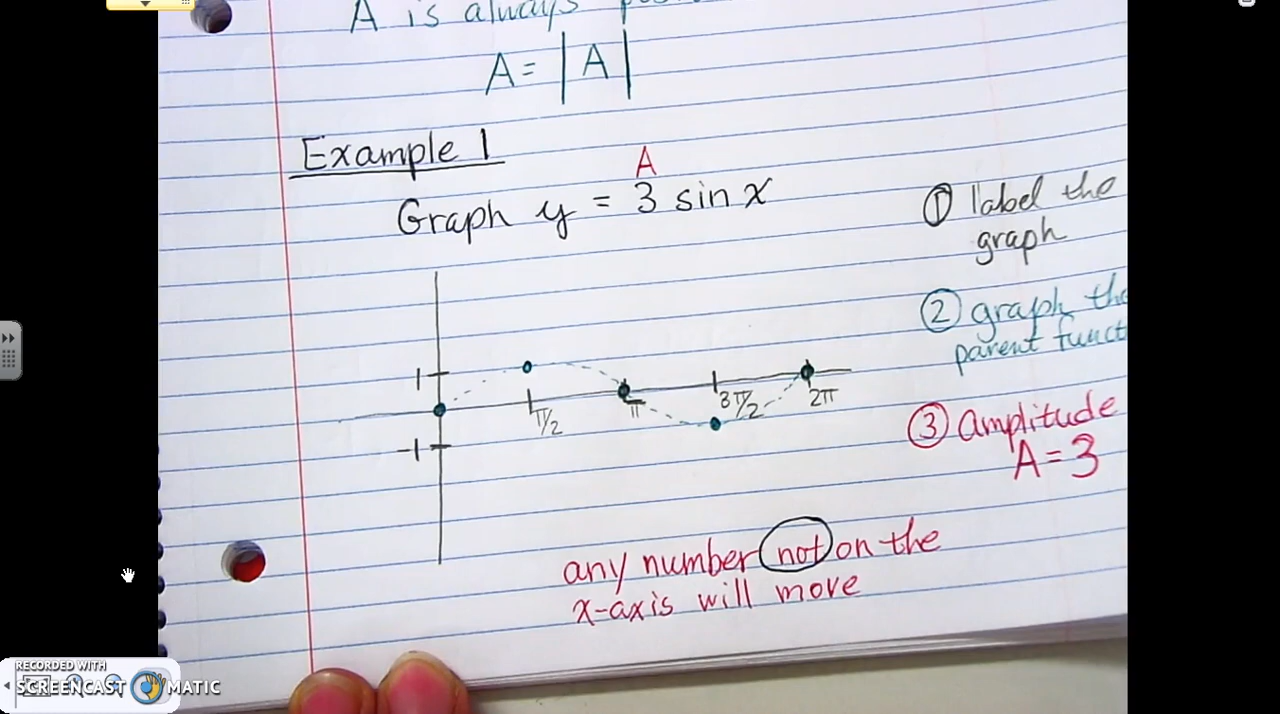 A is always
A = |A|
Example 1
A
Graph y = 3 sin x
① label the
graph
② graph the
parent funct
③ Amplitude
A = 3
1
-1
π/2
π
3π/2
2π
any number not on the
x-axis will move
RECORDED WITH
SCREENCAST MATIC